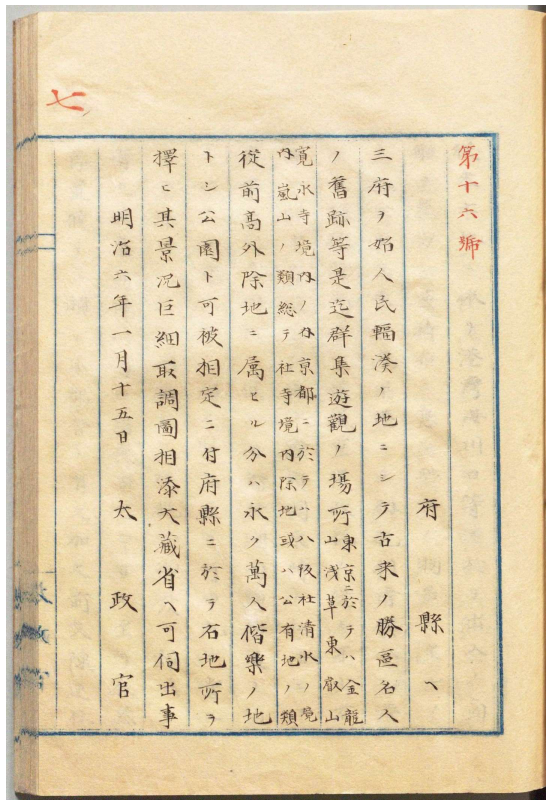 第十六號
府縣ヘ
三府ヲ始人民輻湊ノ地ニシテ古来ノ勝區名人
ノ舊跡等是迄群集遊觀ノ場所東京ニ於テハ金龍
山浅草東叡山
寛永寺境内ノ内京都ニ於テハ八坂社清水ノ境
内嵐山ノ類総テ社寺境内除地或ハ公有地ノ類
從前高外除地ニ属セル分ハ永ク萬人偕樂ノ地
トシ公園ト可被相定ニ付府縣ニ於テ右地所ヲ
擇ヒ其景況巨細取調圖相添大藏省ヘ可伺出事
明治六年一月十五日 太政官
七